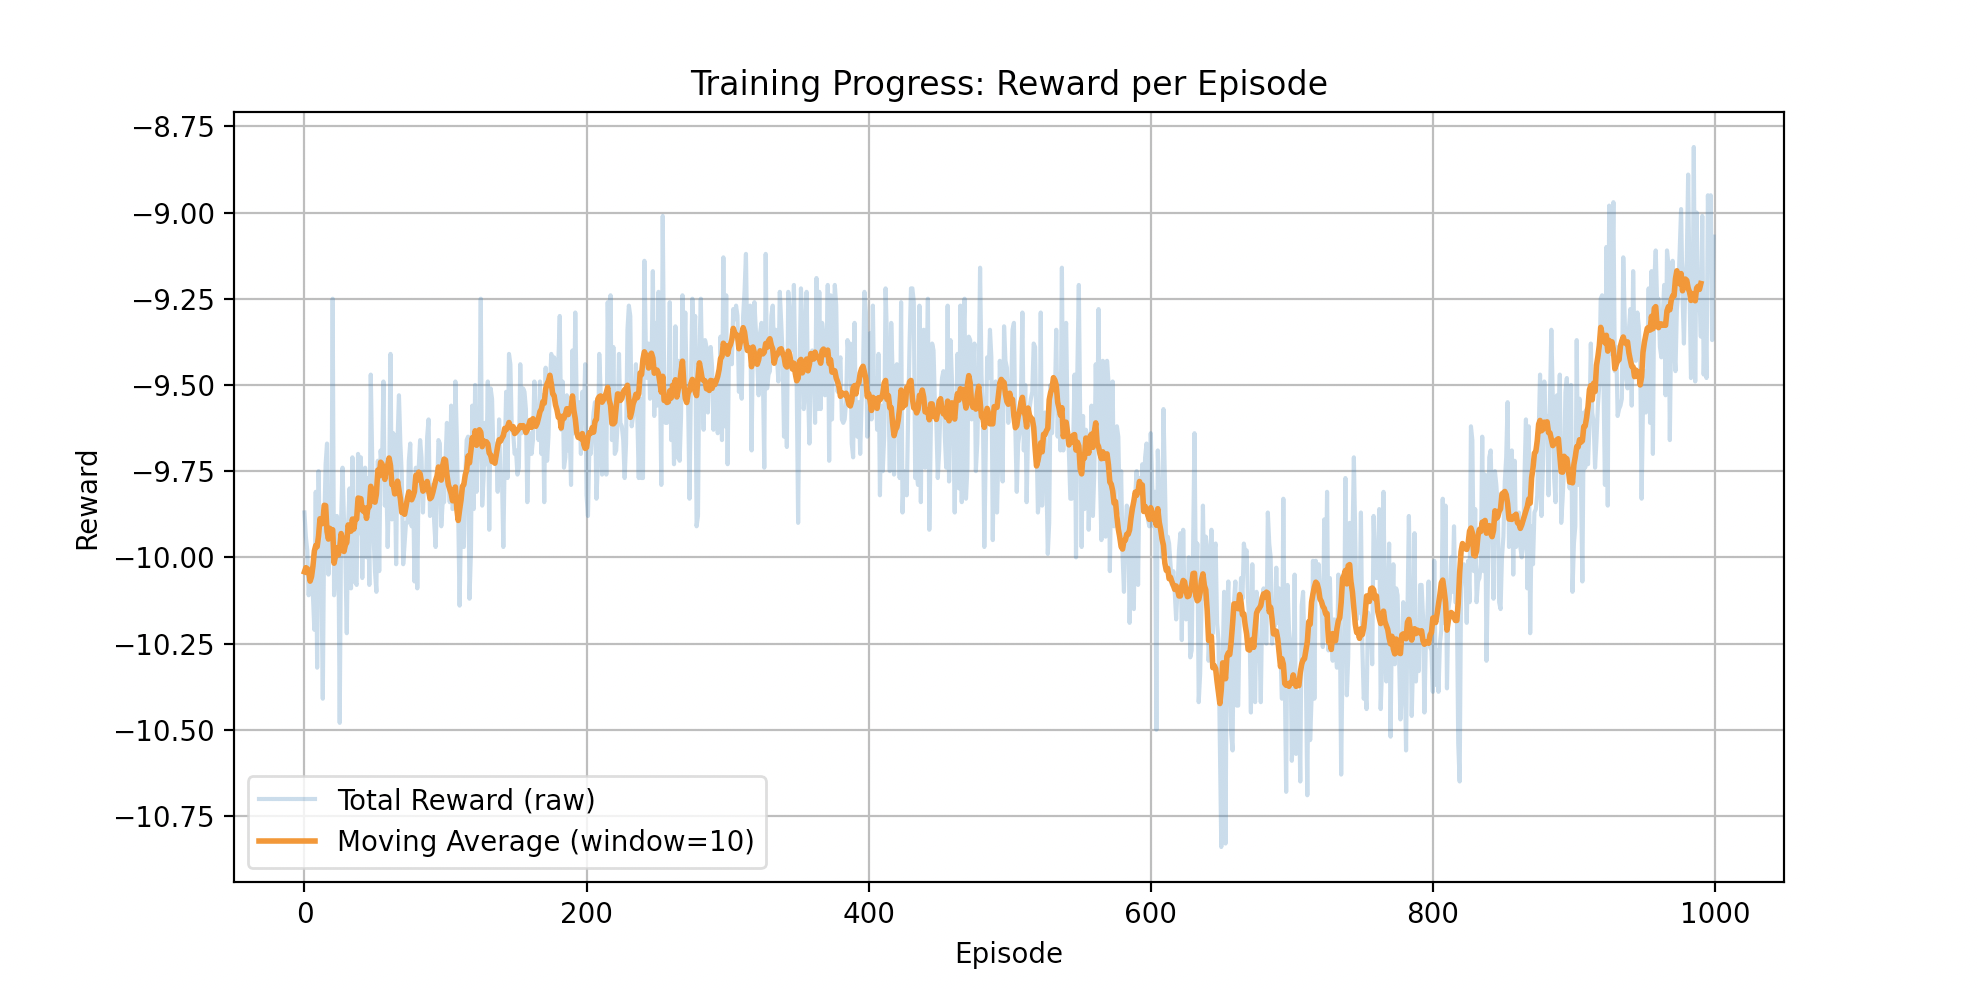 Training Progress: Reward per Episode
−8.75
−9.00
−9.25
−9.50
−9.75
−10.00
−10.25
−10.50
−10.75
Reward
Total Reward (raw)
Moving Average (window=10)
0 200 400 600 800 1000
Episode